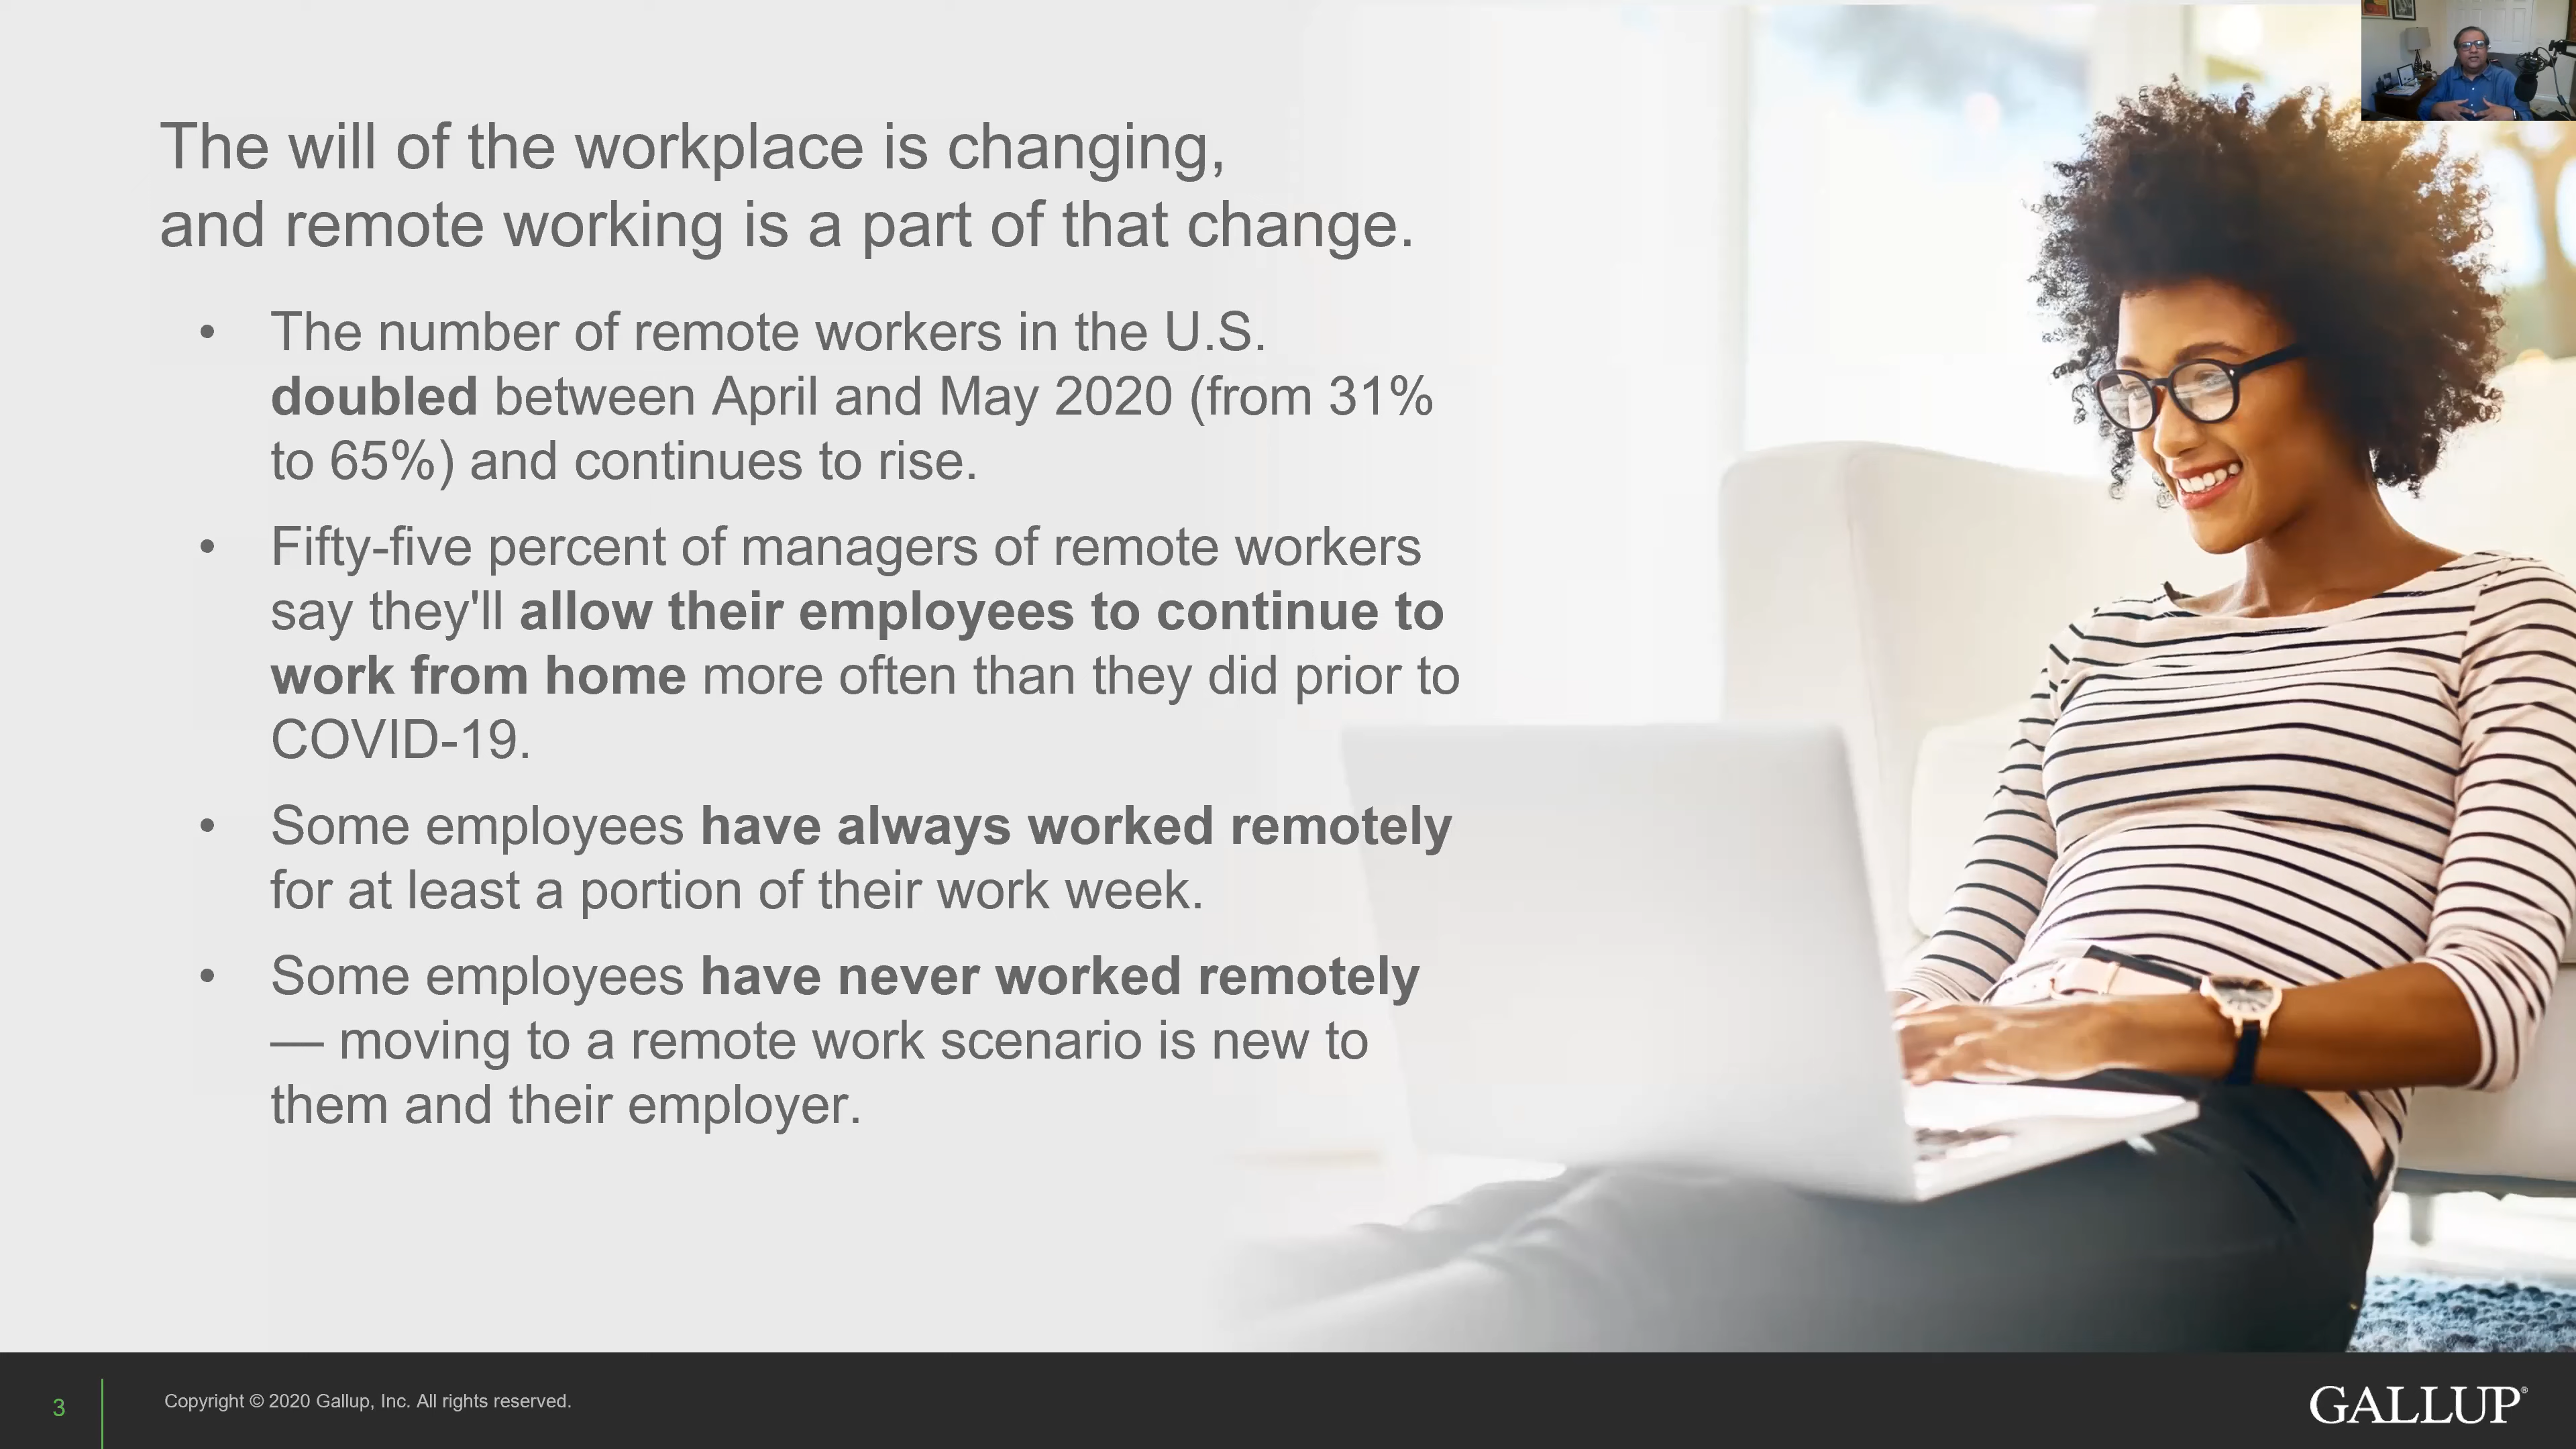 The will of the workplace is changing,
and remote working is a part of that change.
• The number of remote workers in the U.S.
doubled between April and May 2020 (from 31%
to 65%) and continues to rise.
• Fifty-five percent of managers of remote workers
say they'll allow their employees to continue to
work from home more often than they did prior to
COVID-19.
• Some employees have always worked remotely
for at least a portion of their work week.
• Some employees have never worked remotely
— moving to a remote work scenario is new to
them and their employer.
3
Copyright © 2020 Gallup, Inc. All rights reserved.
GALLUP®